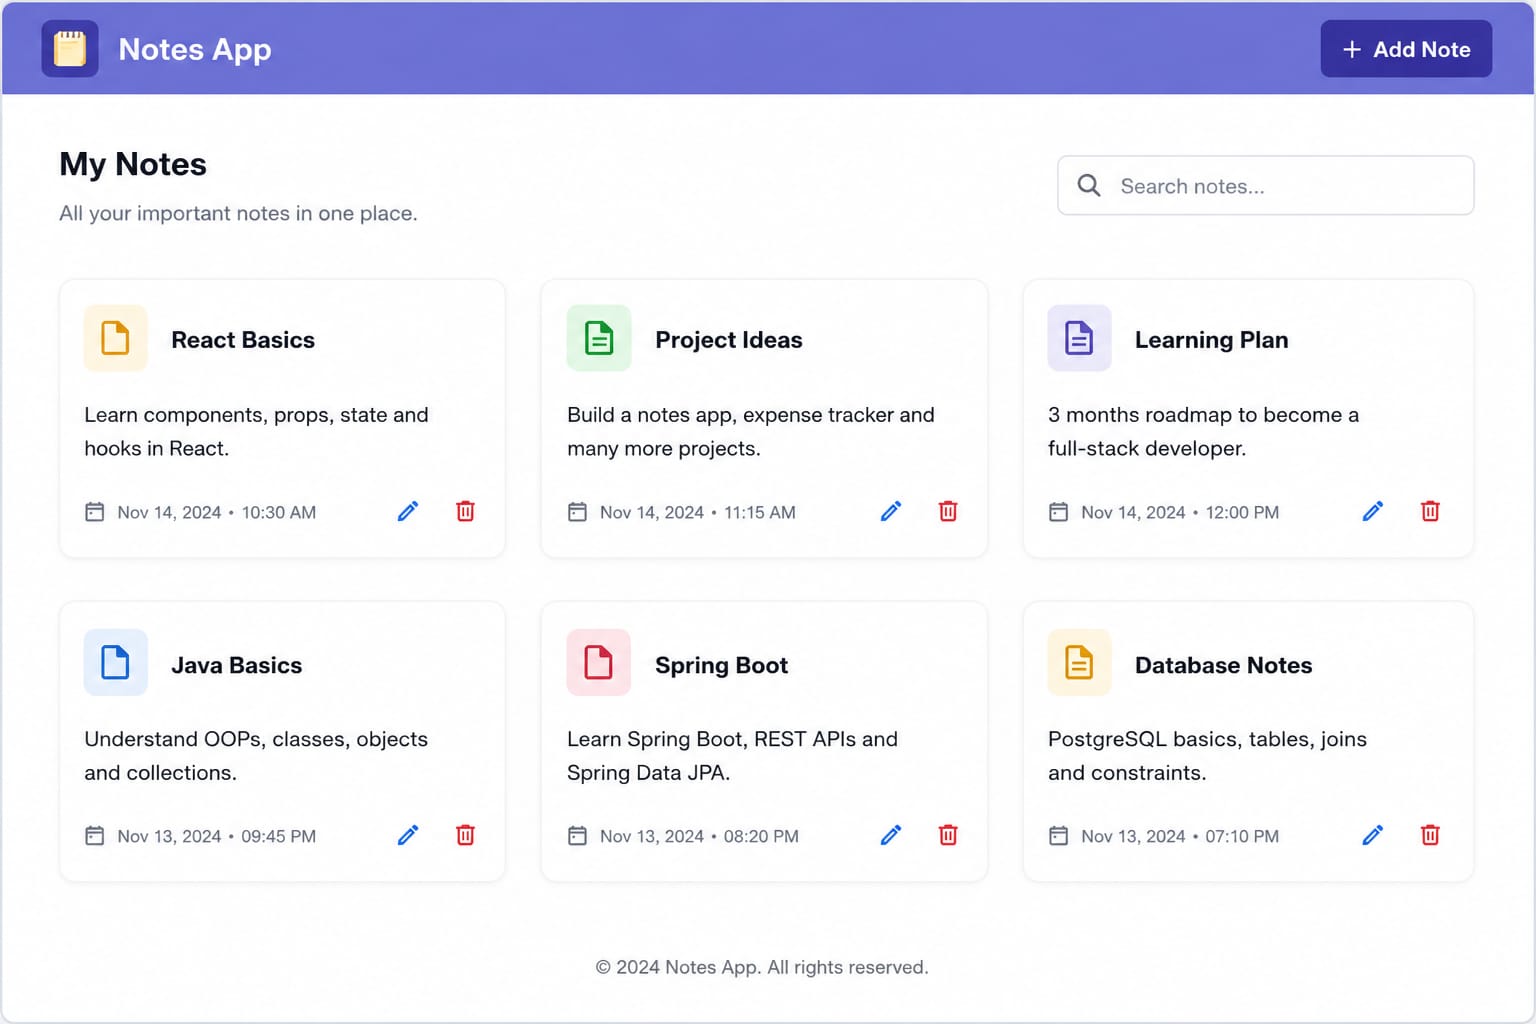 Notes App
+ Add Note
My Notes
All your important notes in one place.
Search notes...
React Basics
Learn components, props, state and
hooks in React.
Nov 14, 2024 • 10:30 AM
Project Ideas
Build a notes app, expense tracker and
many more projects.
Nov 14, 2024 • 11:15 AM
Learning Plan
3 months roadmap to become a
full-stack developer.
Nov 14, 2024 • 12:00 PM
Java Basics
Understand OOPs, classes, objects
and collections.
Nov 13, 2024 • 09:45 PM
Spring Boot
Learn Spring Boot, REST APIs and
Spring Data JPA.
Nov 13, 2024 • 08:20 PM
Database Notes
PostgreSQL basics, tables, joins
and constraints.
Nov 13, 2024 • 07:10 PM
© 2024 Notes App. All rights reserved.